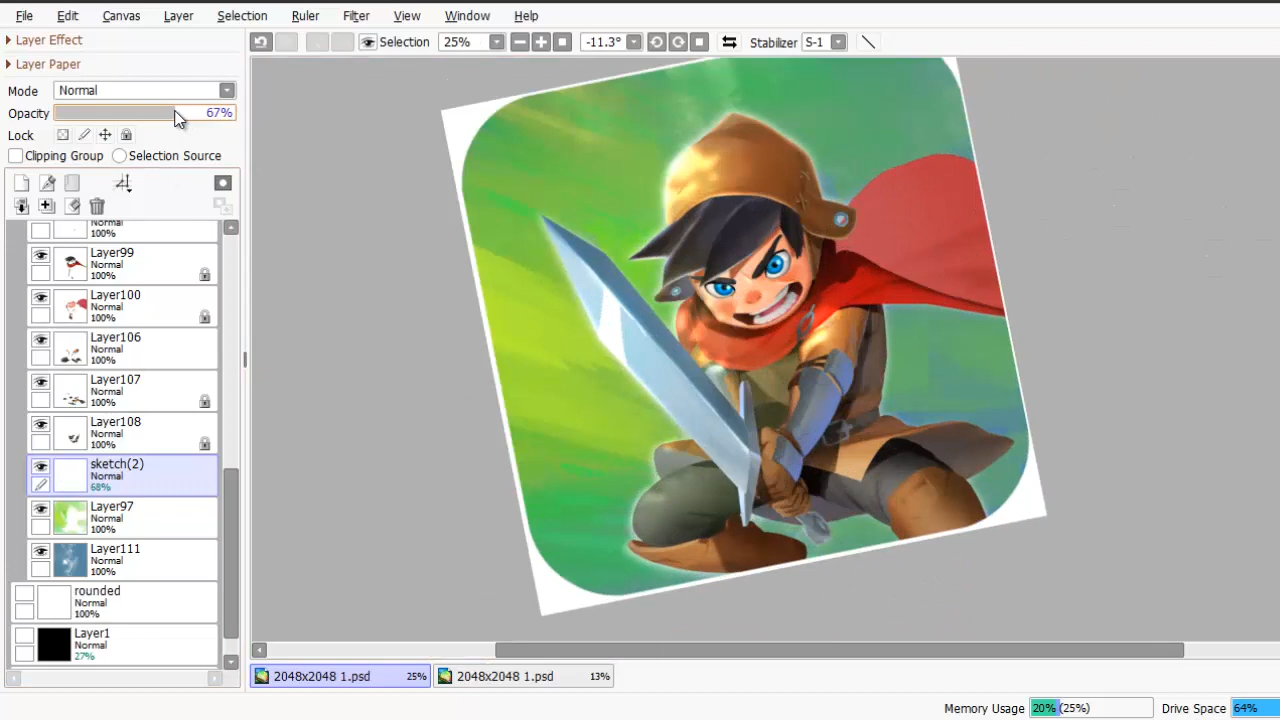 File Edit Canvas Layer Selection Ruler Filter View Window Help
Layer Effect
Selection 25% -11.3° Stabilizer S-1
Layer Paper
Mode Normal
Opacity 67%
Lock
Clipping Group Selection Source
Normal
100%
Layer99
Normal
100%
Layer100
Normal
100%
Layer106
Normal
100%
Layer107
Normal
100%
Layer108
Normal
100%
sketch(2)
Normal
68%
Layer97
Normal
100%
Layer111
Normal
100%
rounded
Normal
100%
Layer1
Normal
27%
2048x2048 1.psd 25% 2048x2048 1.psd 13%
Memory Usage 20% (25%) Drive Space 64%